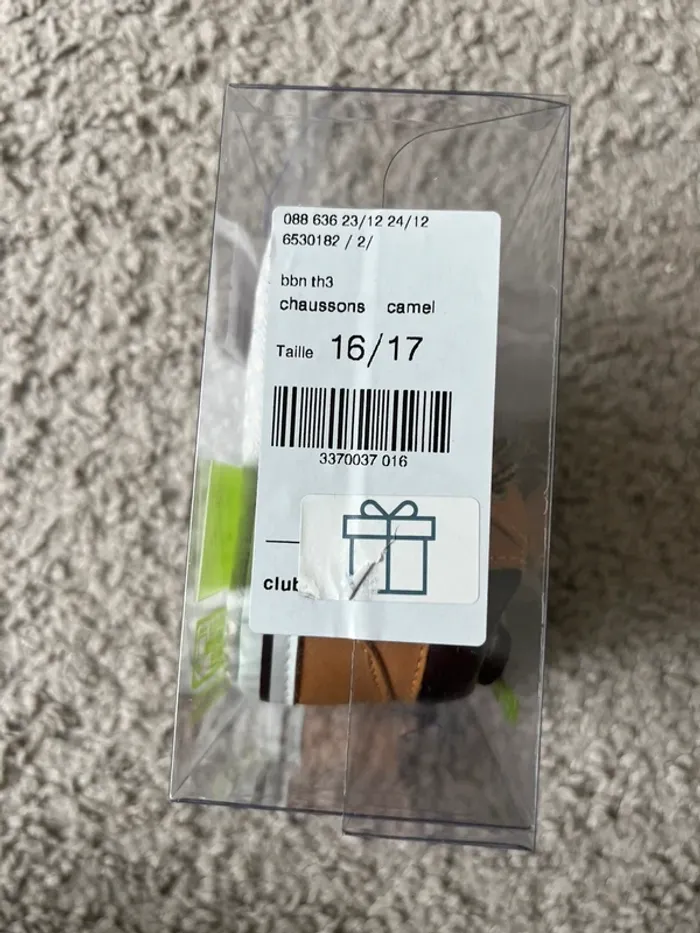 088 636 23/12 24/12
6530182 / 2/
bbn th3
chaussons camel
Taille 16/17
3370037 016
club